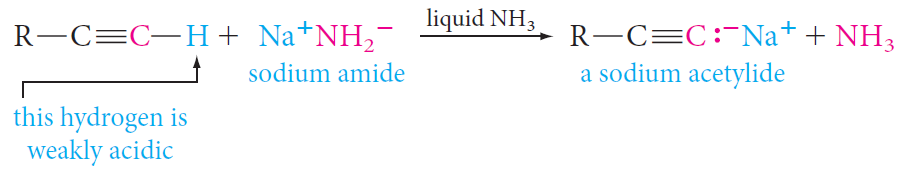 liquid NH₃
R—C≡C—H + Na⁺NH₂⁻ ⟶ R—C≡C:⁻Na⁺ + NH₃
sodium amide a sodium acetylide
this hydrogen is
weakly acidic